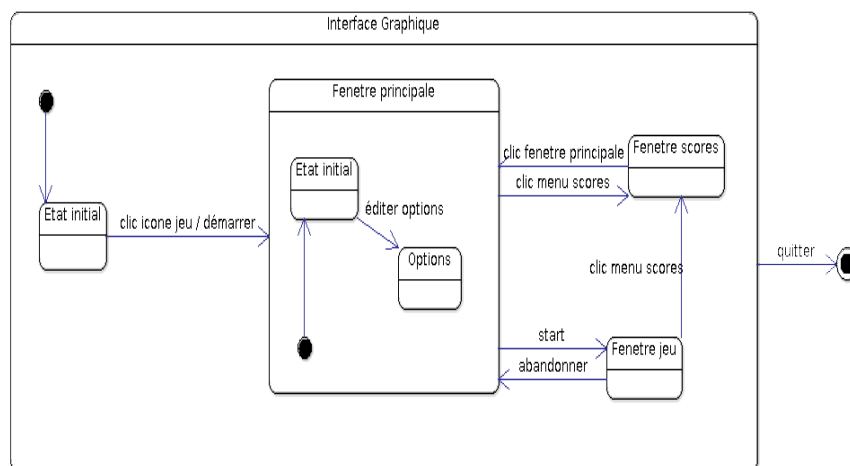 Interface Graphique
Fenetre principale
Etat initial
clic icone jeu / démarrer
Etat initial
éditer options
Options
clic fenetre principale
Fenetre scores
clic menu scores
clic menu scores
quitter
start
Fenetre jeu
abandonner